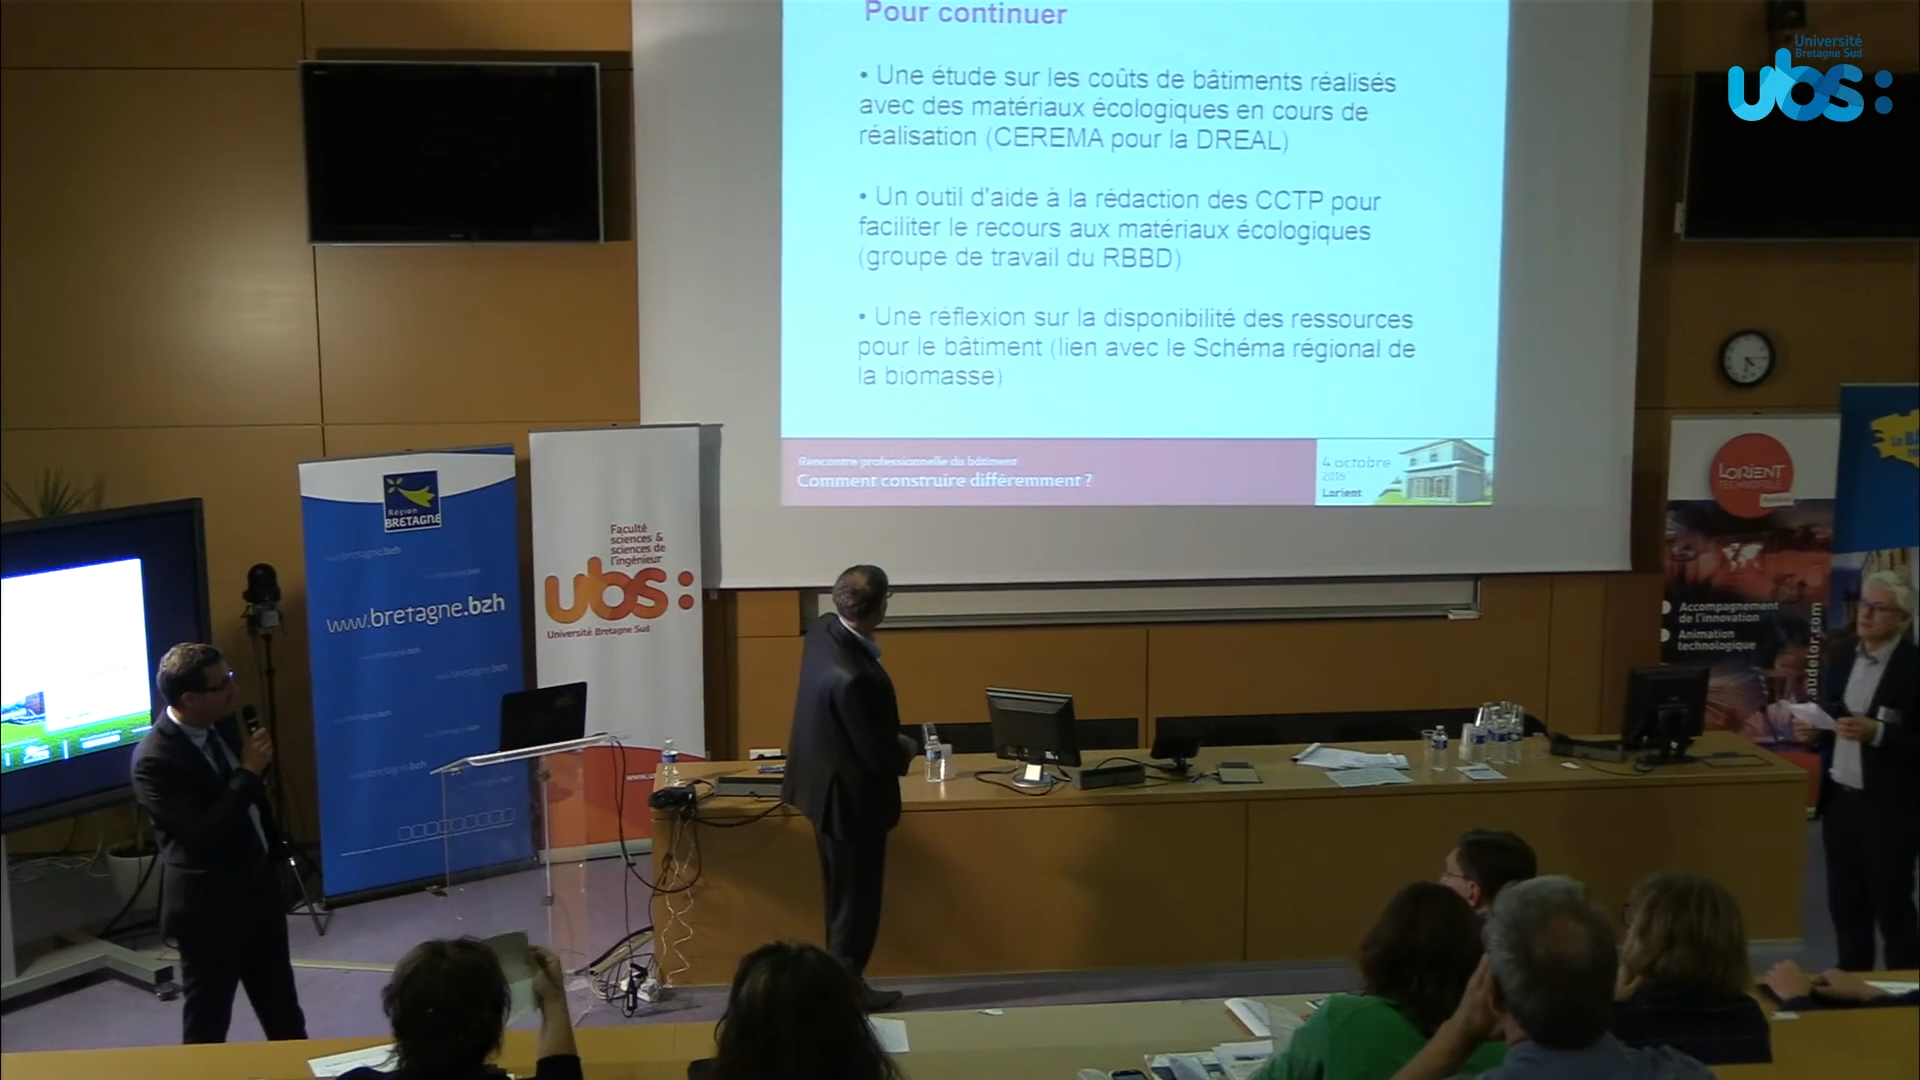 Université
Bretagne Sud
ubs:
Pour continuer
• Une étude sur les coûts de bâtiments réalisés
avec des matériaux écologiques en cours de
réalisation (CEREMA pour la DREAL)
• Un outil d'aide à la rédaction des CCTP pour
faciliter le recours aux matériaux écologiques
(groupe de travail du RBBD)
• Une réflexion sur la disponibilité des ressources
pour le bâtiment (lien avec le Schéma régional de
la biomasse)
Rencontre professionnelle du bâtiment
Comment construire différemment ?
4 octobre
2016
Lorient
Région
BRETAGNE
www.bretagne.bzh
Faculté
sciences &
sciences de
l'ingénieur
ubs:
Université Bretagne Sud
LORIENT
TECHNOPOLE
Accompagnement
de l'innovation
Animation
technologique
.audelor.com